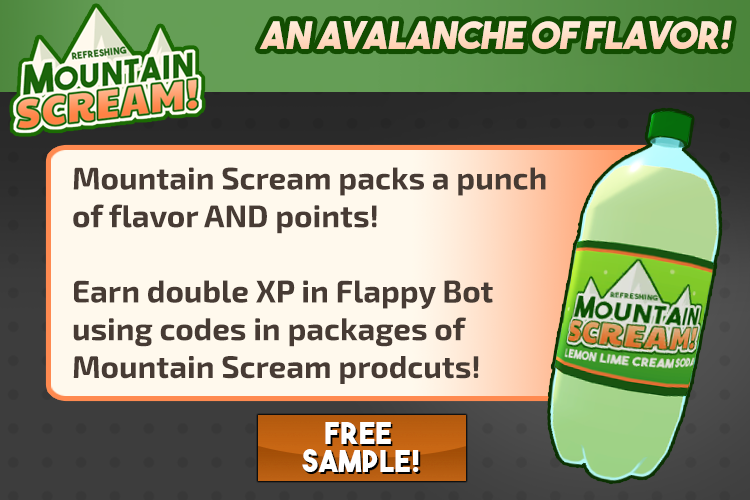 REFRESHING
MOUNTAIN
SCREAM!
AN AVALANCHE OF FLAVOR!
Mountain Scream packs a punch
of flavor AND points!
Earn double XP in Flappy Bot
using codes in packages of
Mountain Scream prodcuts!
REFRESHING
MOUNTAIN
SCREAM!
LEMON LIME CREAM SODA
FREE
SAMPLE!